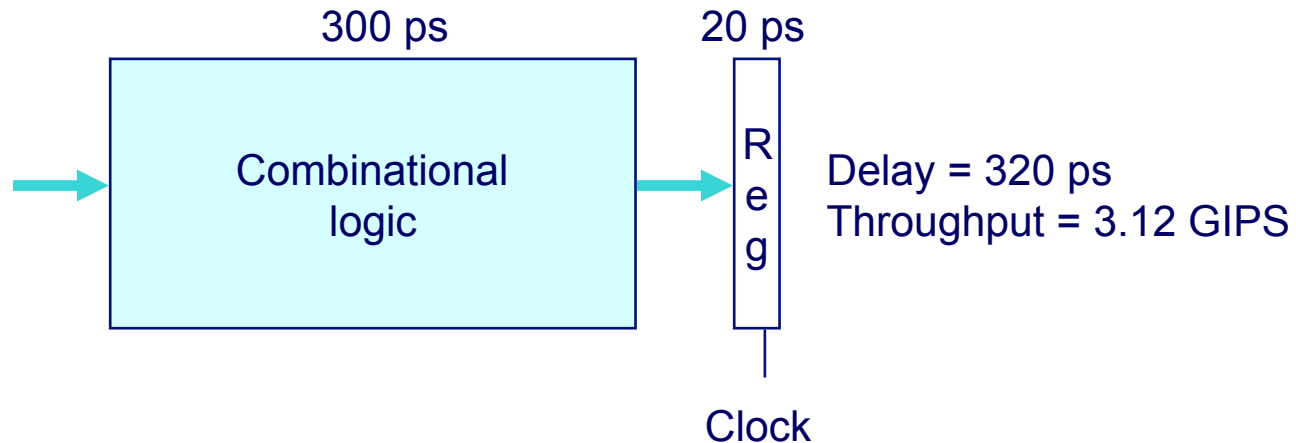 300 ps
20 ps
Combinational
logic
R
e
g
Delay = 320 ps
Throughput = 3.12 GIPS
Clock